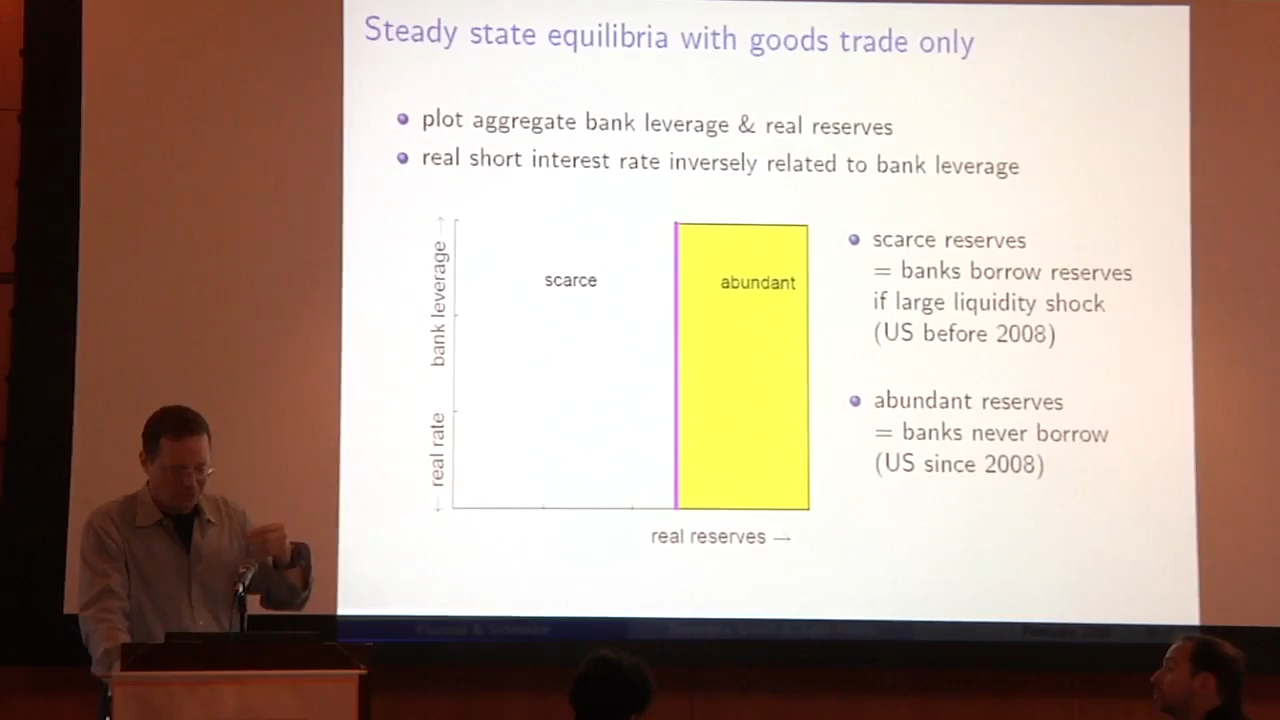 Steady state equilibria with goods trade only
plot aggregate bank leverage & real reserves
real short interest rate inversely related to bank leverage
← real rate
bank leverage →
scarce
abundant
real reserves →
scarce reserves
= banks borrow reserves
if large liquidity shock
(US before 2008)
abundant reserves
= banks never borrow
(US since 2008)